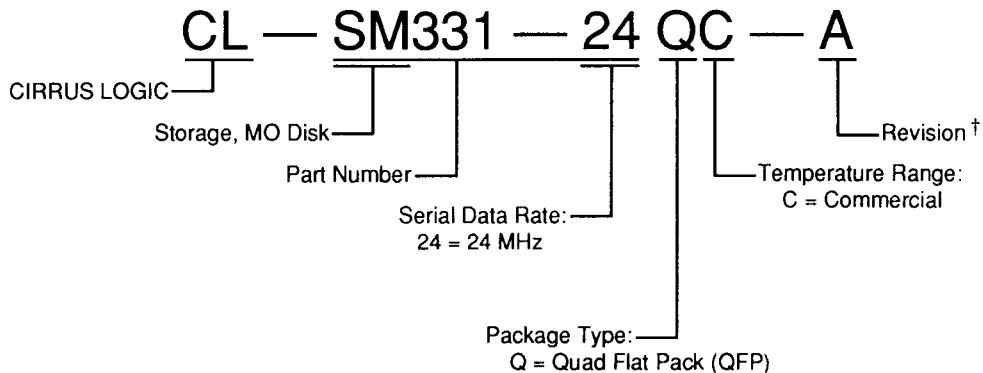 CL — SM331 — 24 QC — A
CIRRUS LOGIC
Storage, MO Disk
Revision †
Part Number
Temperature Range:
C = Commercial
Serial Data Rate:
24 = 24 MHz
Package Type:
Q = Quad Flat Pack (QFP)